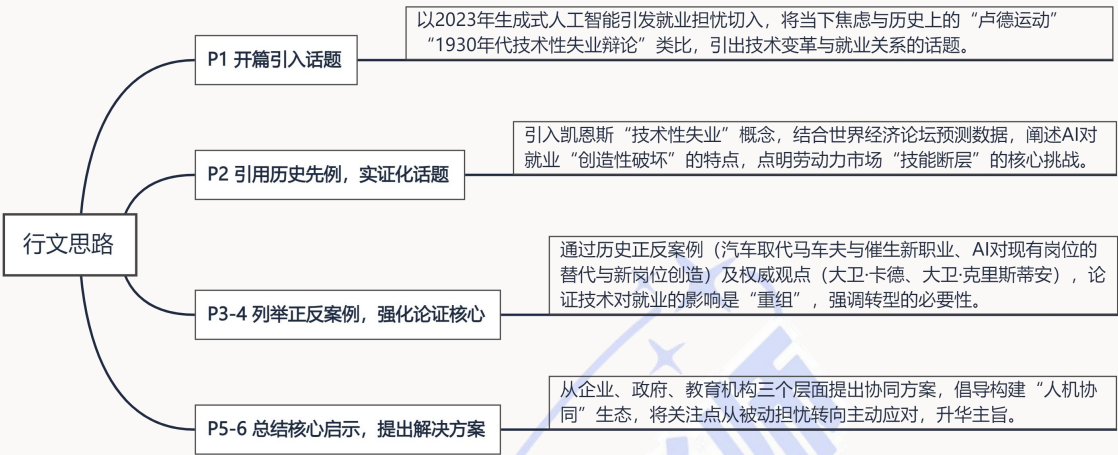 以2023年生成式人工智能引发就业担忧切入，将当下焦虑与历史上的“卢德运动”
“1930年代技术性失业辩论”类比，引出技术变革与就业关系的话题。
P1 开篇引入话题
引入凯恩斯“技术性失业”概念，结合世界经济论坛预测数据，阐述AI对
就业“创造性破坏”的特点，点明劳动力市场“技能断层”的核心挑战。
P2 引用历史先例，实证化话题
行文思路
通过历史正反案例（汽车取代马车夫与催生新职业、AI对现有岗位的
替代与新岗位创造）及权威观点（大卫·卡德、大卫·克里斯蒂安），论
证技术对就业的影响是“重组”，强调转型的必要性。
P3-4 列举正反案例，强化论证核心
从企业、政府、教育机构三个层面提出协同方案，倡导构建“人机协
同”生态，将关注点从被动担忧转向主动应对，升华主旨。
P5-6 总结核心启示，提出解决方案